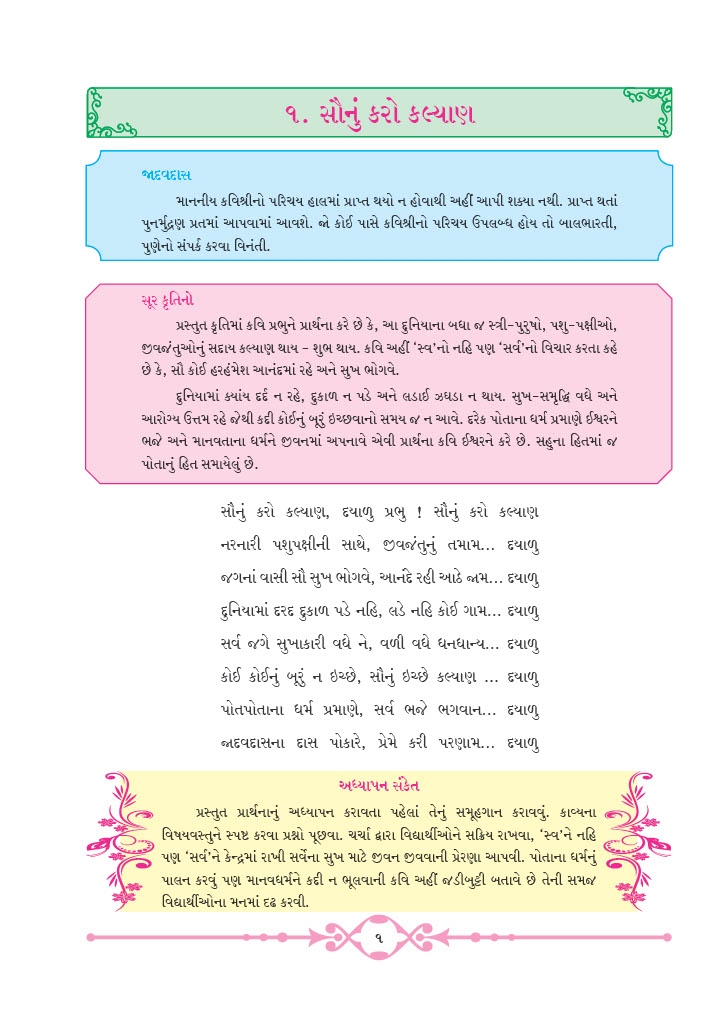 ૧. સૌનું કરો કલ્યાણ
જાદવદાસ
માનનીય કવિશ્રીનો પરિચય હાલમાં પ્રાપ્ત થયો ન હોવાથી અહીં આપી શક્યા નથી. પ્રાપ્ત થતાં
પુનર્મુદ્રણ પ્રતમાં આપવામાં આવશે. જો કોઈ પાસે કવિશ્રીનો પરિચય ઉપલબ્ધ હોય તો બાલભારતી,
પુણેનો સંપર્ક કરવા વિનંતી.
સૂર કૃતિનો
પ્રસ્તુત કૃતિમાં કવિ પ્રભુને પ્રાર્થના કરે છે કે, આ દુનિયાના બધા જ સ્ત્રી-પુરુષો, પશુ-પક્ષીઓ,
જીવજંતુઓનું સદાય કલ્યાણ થાય - શુભ થાય. કવિ અહીં ‘સ્વ’નો નહિ પણ ‘સર્વ’નો વિચાર કરતા કહે
છે કે, સૌ કોઈ હરહંમેશ આનંદમાં રહે અને સુખ ભોગવે.
દુનિયામાં ક્યાંય દર્દ ન રહે, દુકાળ ન પડે અને લડાઈ ઝઘડા ન થાય. સુખ-સમૃદ્ધિ વધે અને
આરોગ્ય ઉત્તમ રહે જેથી કદી કોઈનું બૂરું ઇચ્છવાનો સમય જ ન આવે. દરેક પોતાના ધર્મ પ્રમાણે ઈશ્વરને
ભજે અને માનવતાના ધર્મને જીવનમાં અપનાવે એવી પ્રાર્થના કવિ ઈશ્વરને કરે છે. સહુના હિતમાં જ
પોતાનું હિત સમાયેલું છે.
સૌનું કરો કલ્યાણ, દયાળુ પ્રભુ ! સૌનું કરો કલ્યાણ
નરનારી પશુપક્ષીની સાથે, જીવજંતુનું તમામ... દયાળુ
જગનાં વાસી સૌ સુખ ભોગવે, આનંદે રહી આઠે જામ... દયાળુ
દુનિયામાં દરદ દુકાળ પડે નહિ, લડે નહિ કોઈ ગામ... દયાળુ
સર્વ જગે સુખાકારી વધે ને, વળી વધે ધનધાન્ય... દયાળુ
કોઈ કોઈનું બૂરું ન ઇચ્છે, સૌનું ઇચ્છે કલ્યાણ ... દયાળુ
પોતપોતાના ધર્મ પ્રમાણે, સર્વ ભજે ભગવાન... દયાળુ
જાદવદાસના દાસ પોકારે, પ્રેમે કરી પરણામ... દયાળુ
અધ્યાપન સંકેત
પ્રસ્તુત પ્રાર્થનાનું અધ્યાપન કરાવતા પહેલાં તેનું સમૂહગાન કરાવવું. કાવ્યના
વિષયવસ્તુને સ્પષ્ટ કરવા પ્રશ્નો પૂછવા. ચર્ચા દ્વારા વિદ્યાર્થીઓને સક્રિય રાખવા, ‘સ્વ’ને નહિ
પણ ‘સર્વ’ને કેન્દ્રમાં રાખી સર્વેના સુખ માટે જીવન જીવવાની પ્રેરણા આપવી. પોતાના ધર્મનું
પાલન કરવું પણ માનવધર્મને કદી ન ભૂલવાની કવિ અહીં જડીબુટ્ટી બતાવે છે તેની સમજ
વિદ્યાર્થીઓના મનમાં દૃઢ કરવી.
૧